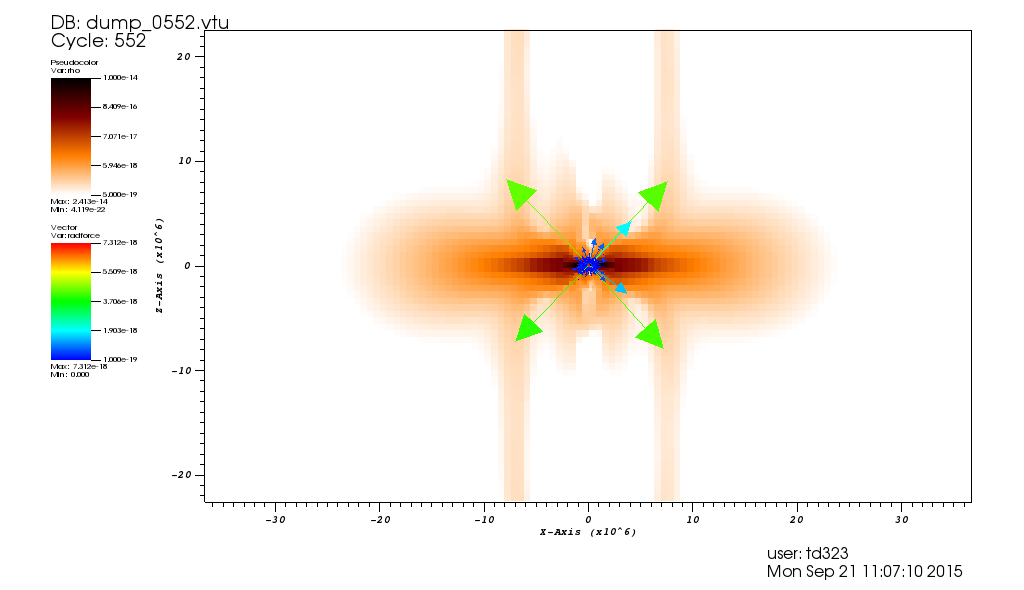 DB: dump_0552.vtu
Cycle: 552
Pseudocolor
Var: rho
1.000e-14
8.409e-16
7.071e-17
5.946e-18
5.000e-19
Max: 2.413e-14
Min: 4.119e-22
Vector
Var: radforce
7.312e-18
5.509e-18
3.706e-18
1.903e-18
1.000e-19
Max: 7.312e-18
Min: 0.000
Z-Axis (x10^6)
20
10
0
-10
-20
-30 -20 -10 0 10 20 30
X-Axis (x10^6)
user: td323
Mon Sep 21 11:07:10 2015